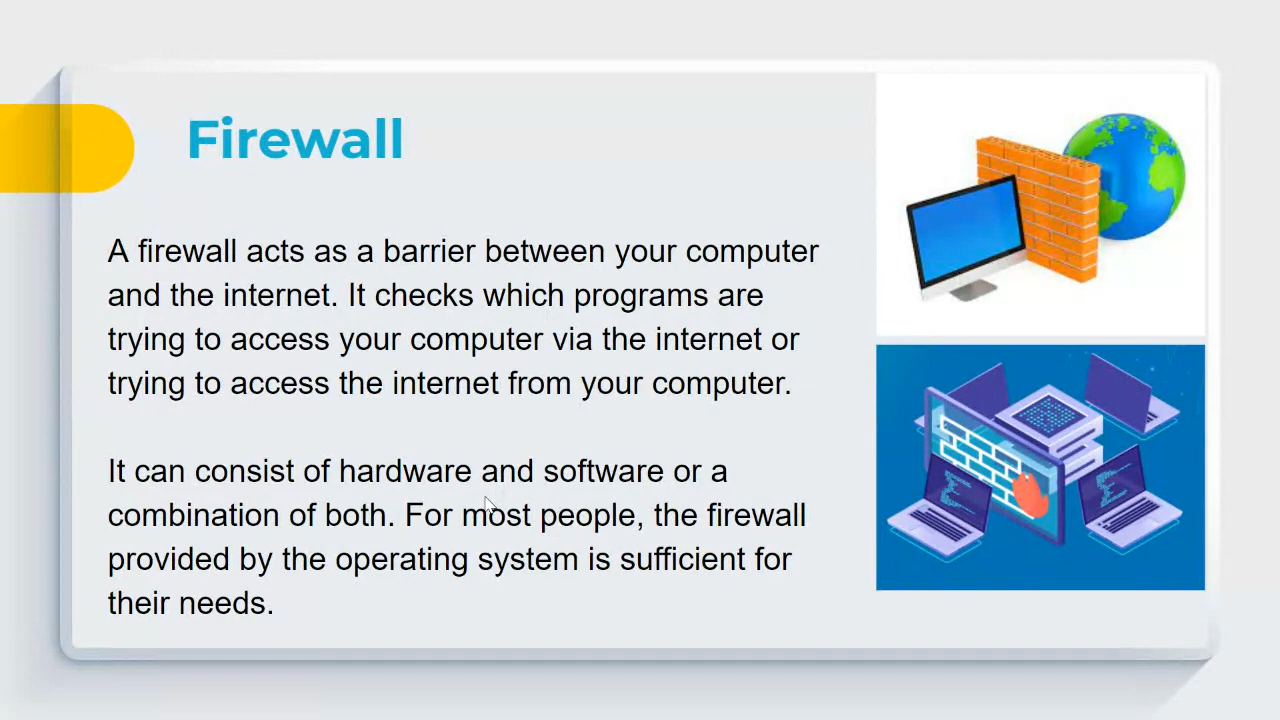 Firewall
A firewall acts as a barrier between your computer
and the internet. It checks which programs are
trying to access your computer via the internet or
trying to access the internet from your computer.
It can consist of hardware and software or a
combination of both. For most people, the firewall
provided by the operating system is sufficient for
their needs.